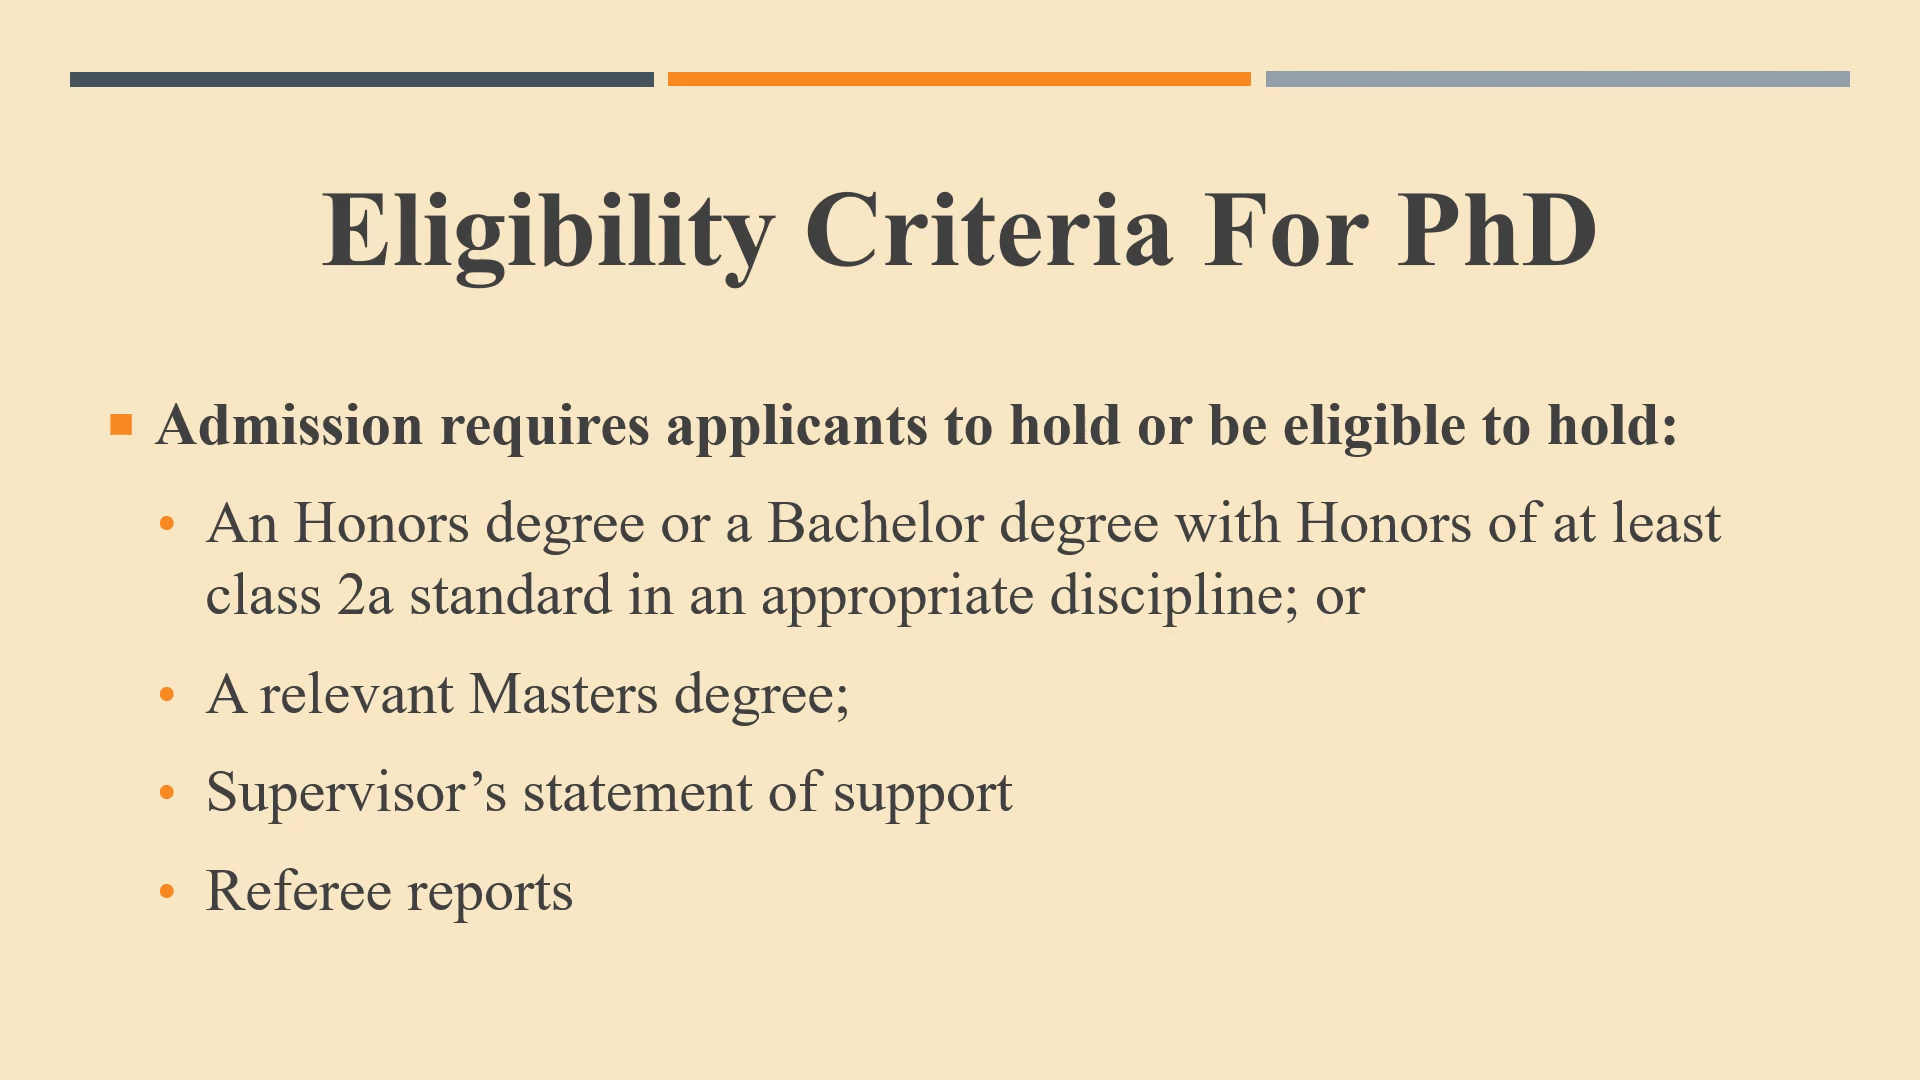 Eligibility Criteria For PhD
Admission requires applicants to hold or be eligible to hold:
An Honors degree or a Bachelor degree with Honors of at least
class 2a standard in an appropriate discipline; or
A relevant Masters degree;
Supervisor’s statement of support
Referee reports